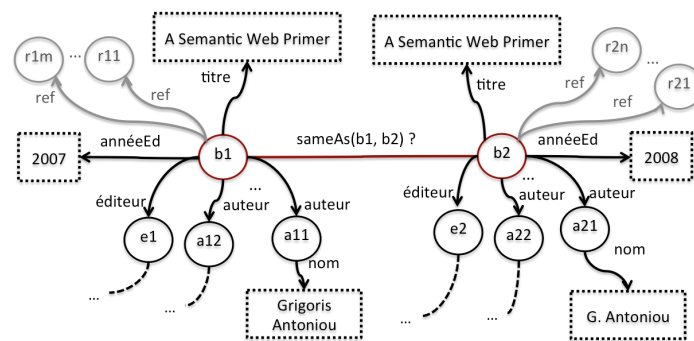 A Semantic Web Primer
A Semantic Web Primer
r1m ... r11
r2n ...
r21
ref
titre
titre
ref
ref
ref
annéeEd
sameAs(b1, b2) ?
annéeEd
2007
b1
b2
2008
...
...
éditeur
auteur
auteur
éditeur
auteur
auteur
e1
a12
a11
e2
a22
a21
nom
nom
...
...
Grigoris
Antoniou
...
...
G. Antoniou